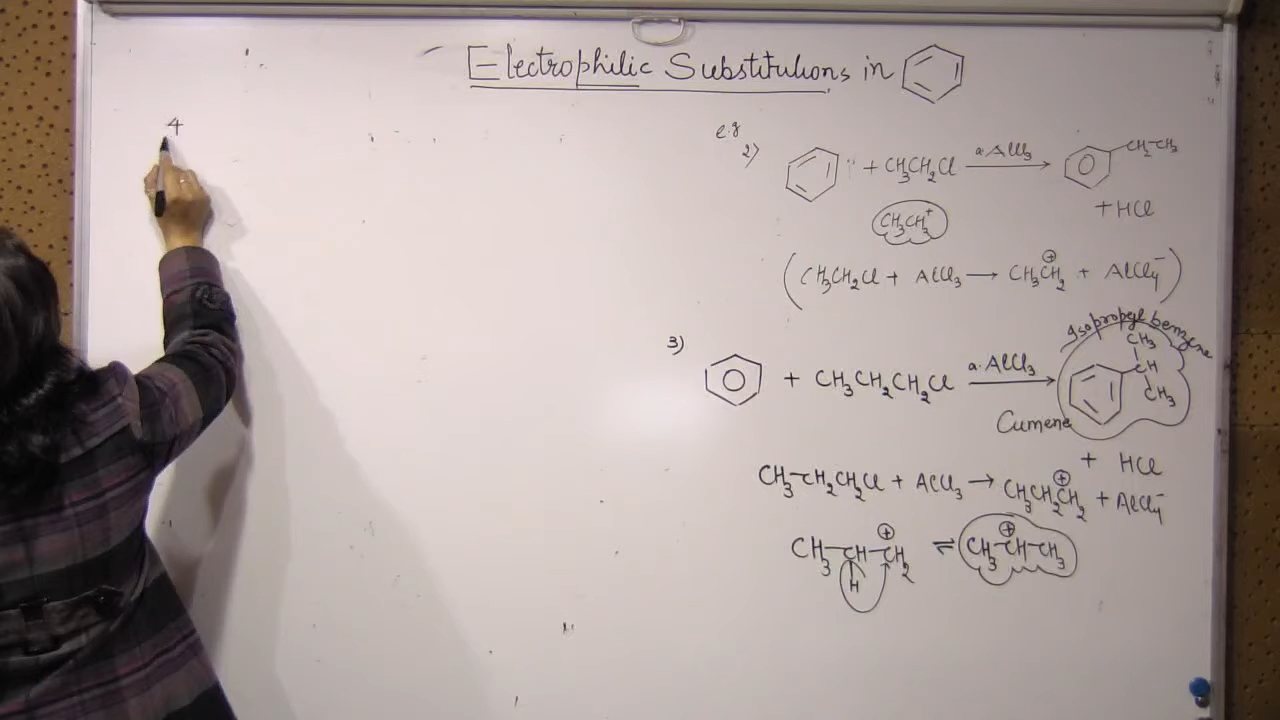 Electrophilic Substitutions in
4
e.g
2) + CH3CH2Cl a.AlCl3 → CH2-CH3
+ HCl
CH3CH2+
(CH3CH2Cl + AlCl3 → CH3CH2⊕ + AlCl4−)
Isopropyl benzene
3) + CH3CH2CH2Cl a.AlCl3 → CH3 CH CH3
Cumene
+ HCl
CH3-CH2CH2Cl + AlCl3 → CH3CH2CH2⊕ + AlCl4−
CH3-CH-CH2⊕ ⇌ CH3-CH⊕-CH3
H